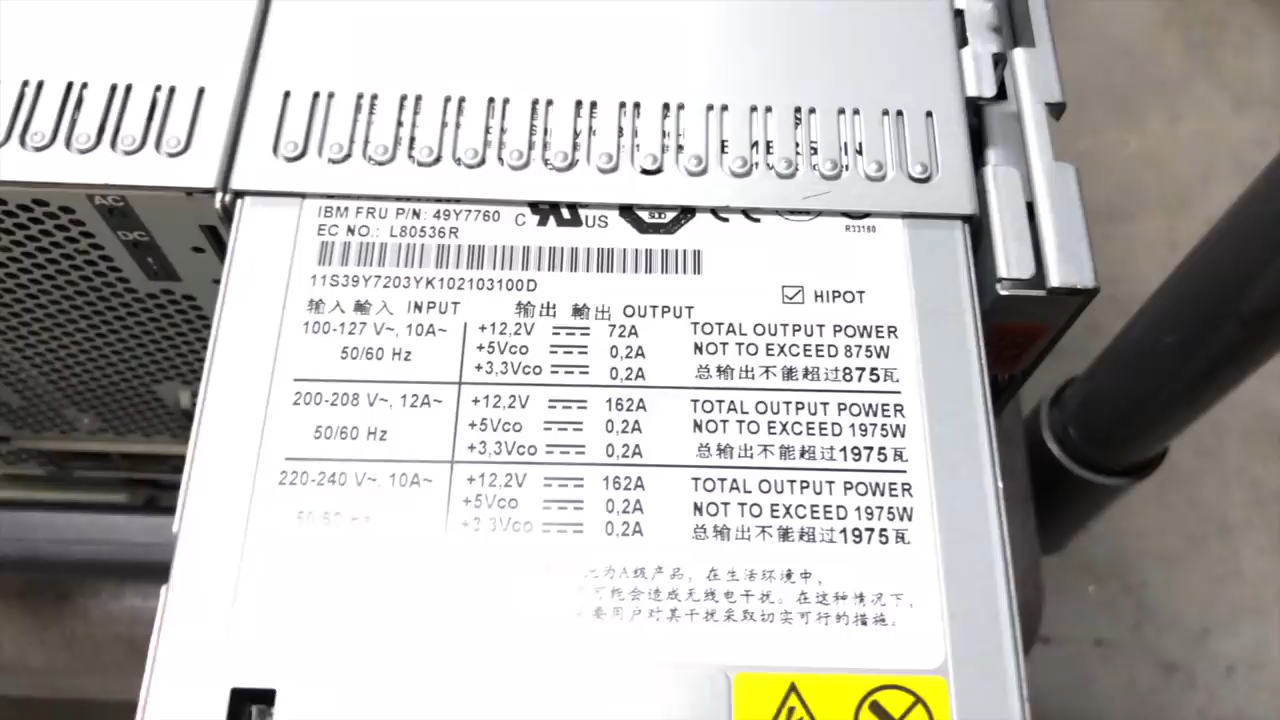 EMERSON
AC
DC
IBM FRU P/N: 49Y7760
C US
R33160
EC NO.: L80536R
11S39Y7203YK102103100D
HIPOT
输入 輸入 INPUT 输出 輸出 OUTPUT
100-127 V~, 10A~ +12,2V 72A TOTAL OUTPUT POWER
50/60 Hz +5Vco 0,2A NOT TO EXCEED 875W
+3,3Vco 0,2A 总输出不能超过875瓦
200-208 V~, 12A~ +12,2V 162A TOTAL OUTPUT POWER
50/60 Hz +5Vco 0,2A NOT TO EXCEED 1975W
+3,3Vco 0,2A 总输出不能超过1975瓦
220-240 V~, 10A~ +12,2V 162A TOTAL OUTPUT POWER
50/60 Hz +5Vco 0,2A NOT TO EXCEED 1975W
+3,3Vco 0,2A 总输出不能超过1975瓦
为A级产品，在生活环境中，
可能会造成无线电干扰。在这种情况下，
要用户对其干扰采取切实可行的措施。